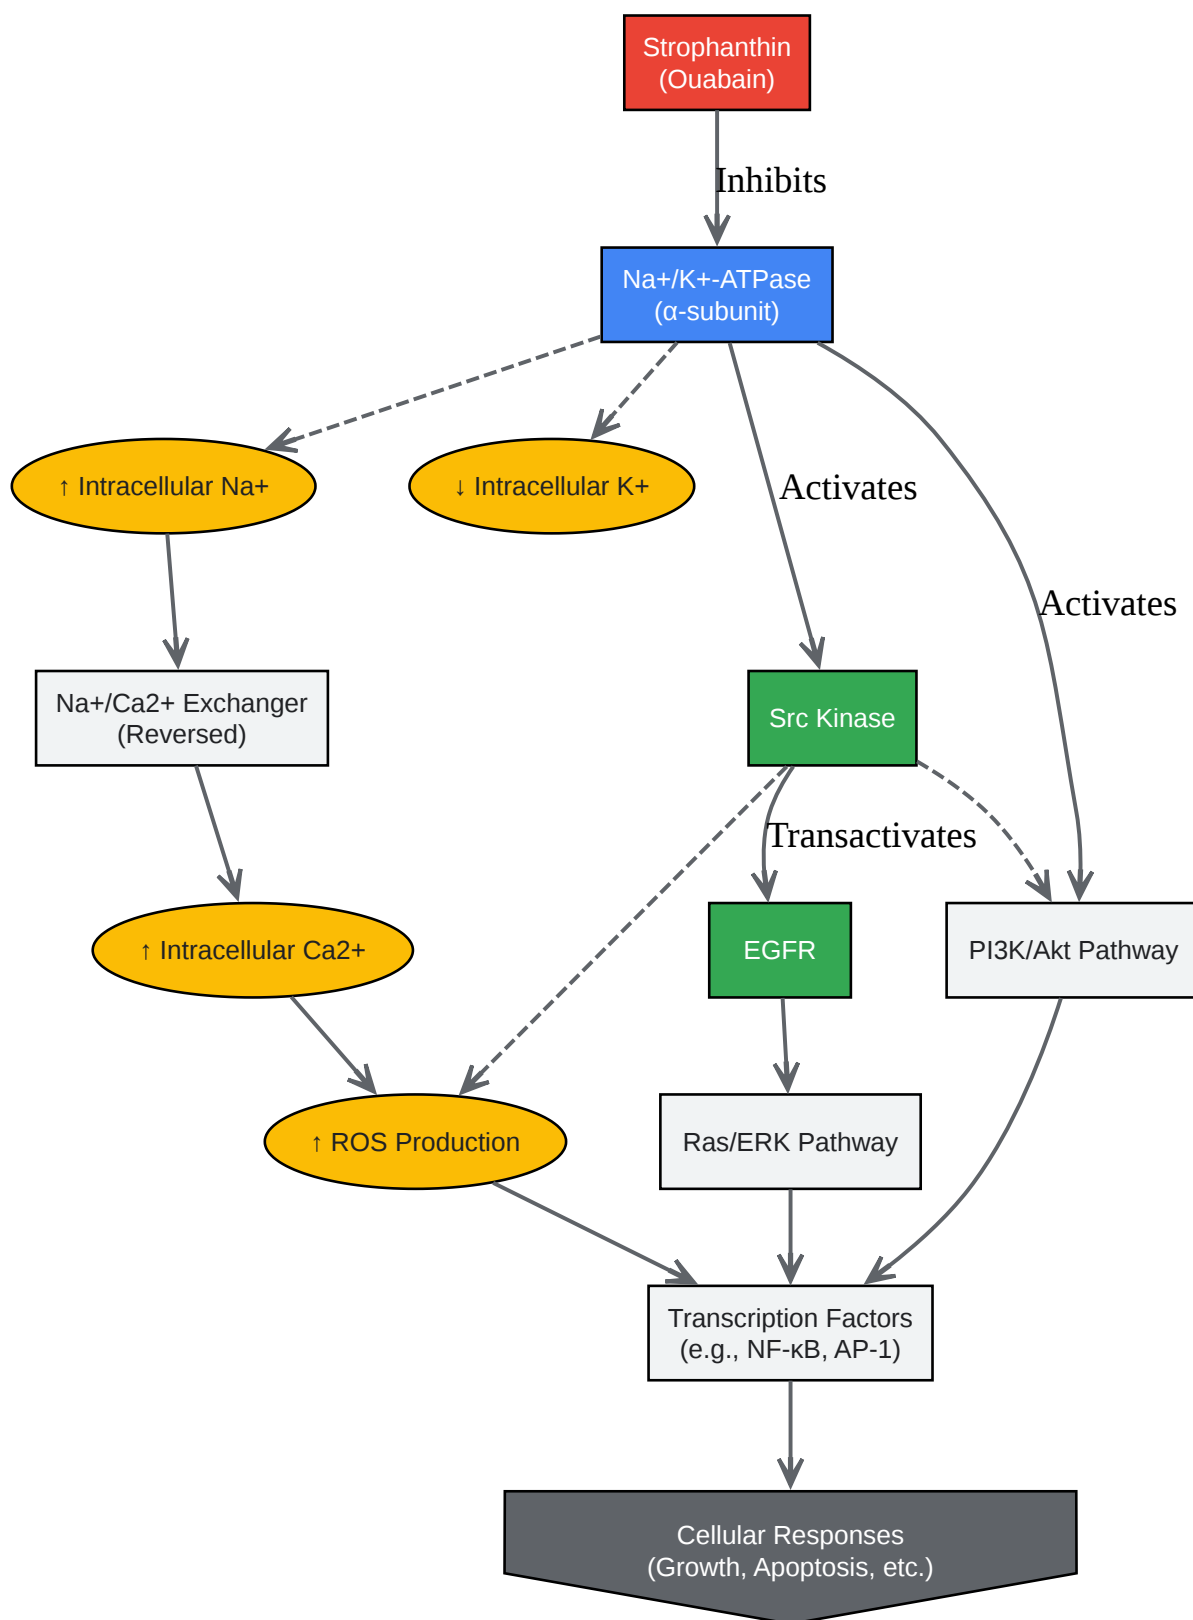 Strophanthin
(Ouabain)
Inhibits
Na+/K+-ATPase
(α-subunit)
↑ Intracellular Na+
↓ Intracellular K+
Activates
Activates
Na+/Ca2+ Exchanger
(Reversed)
Src Kinase
Transactivates
↑ Intracellular Ca2+
EGFR
PI3K/Akt Pathway
↑ ROS Production
Ras/ERK Pathway
Transcription Factors
(e.g., NF-κB, AP-1)
Cellular Responses
(Growth, Apoptosis, etc.)